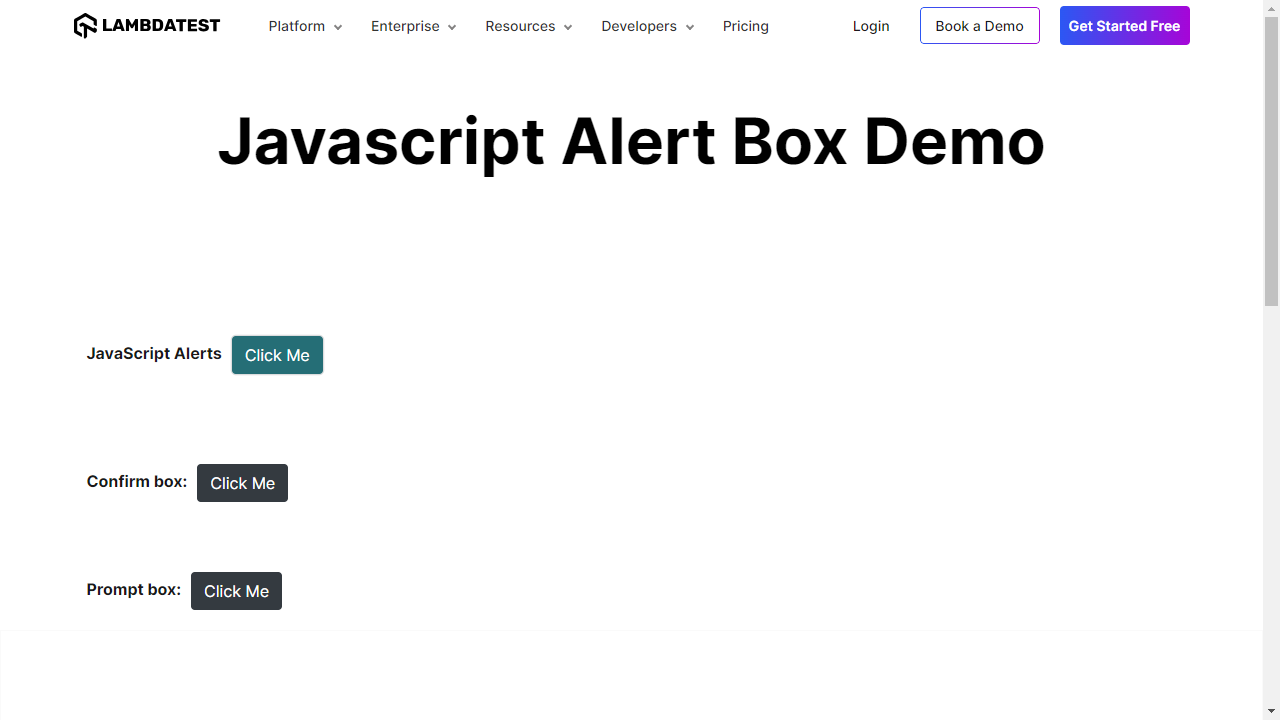 LAMBDATEST Platform Enterprise Resources Developers Pricing Login Book a Demo Get Started Free
Javascript Alert Box Demo
JavaScript Alerts Click Me
Confirm box: Click Me
Prompt box: Click Me